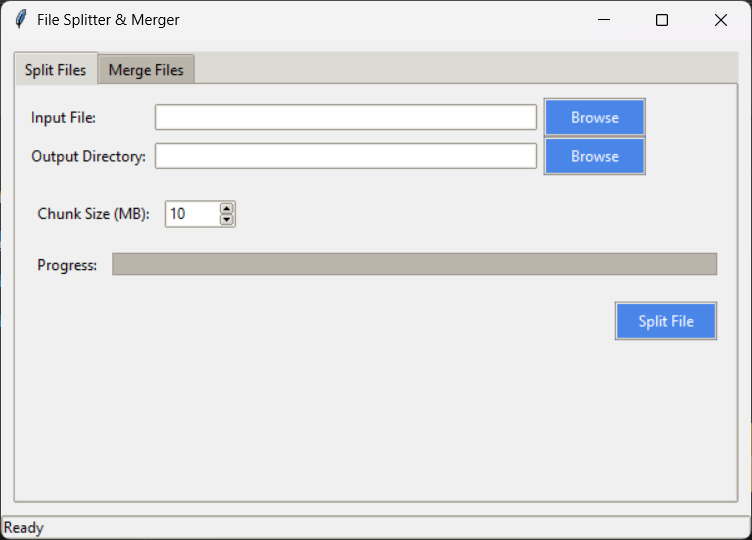 File Splitter & Merger
Split Files
Merge Files
Input File:
Browse
Output Directory:
Browse
Chunk Size (MB):
10
Progress:
Split File
Ready